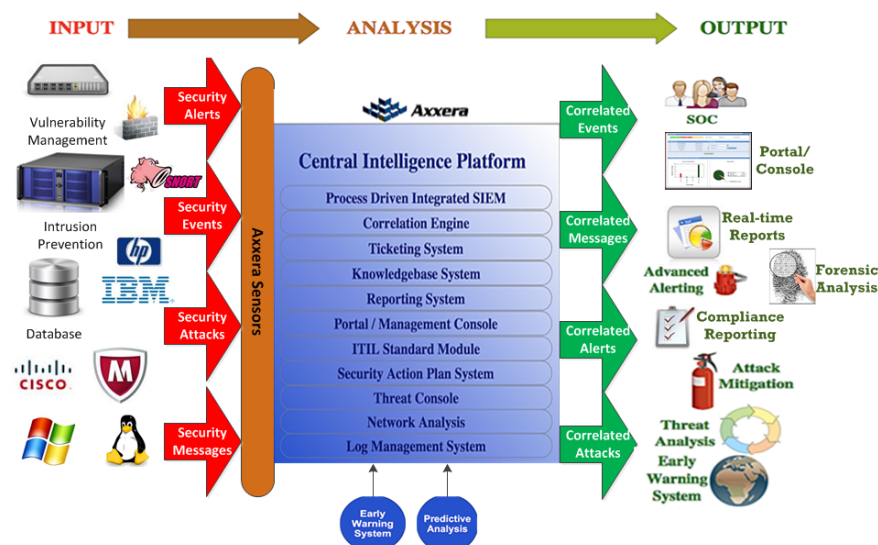 INPUT
ANALYSIS
OUTPUT
Vulnerability
Management
SNORT
Intrusion
Prevention
hp
IBM
Database
CISCO
Security
Alerts
Security
Events
Security
Attacks
Security
Messages
Axxera Sensors
Axxera
Central Intelligence Platform
Process Driven Integrated SIEM
Correlation Engine
Ticketing System
Knowledgebase System
Reporting System
Portal / Management Console
ITIL Standard Module
Security Action Plan System
Threat Console
Network Analysis
Log Management System
Early
Warning
System
Predictive
Analysis
Correlated
Events
Correlated
Messages
Correlated
Alerts
Correlated
Attacks
SOC
Portal/
Console
Real-time
Reports
Advanced
Alerting
Forensic
Analysis
Compliance
Reporting
Attack
Mitigation
Threat
Analysis
Early
Warning
System